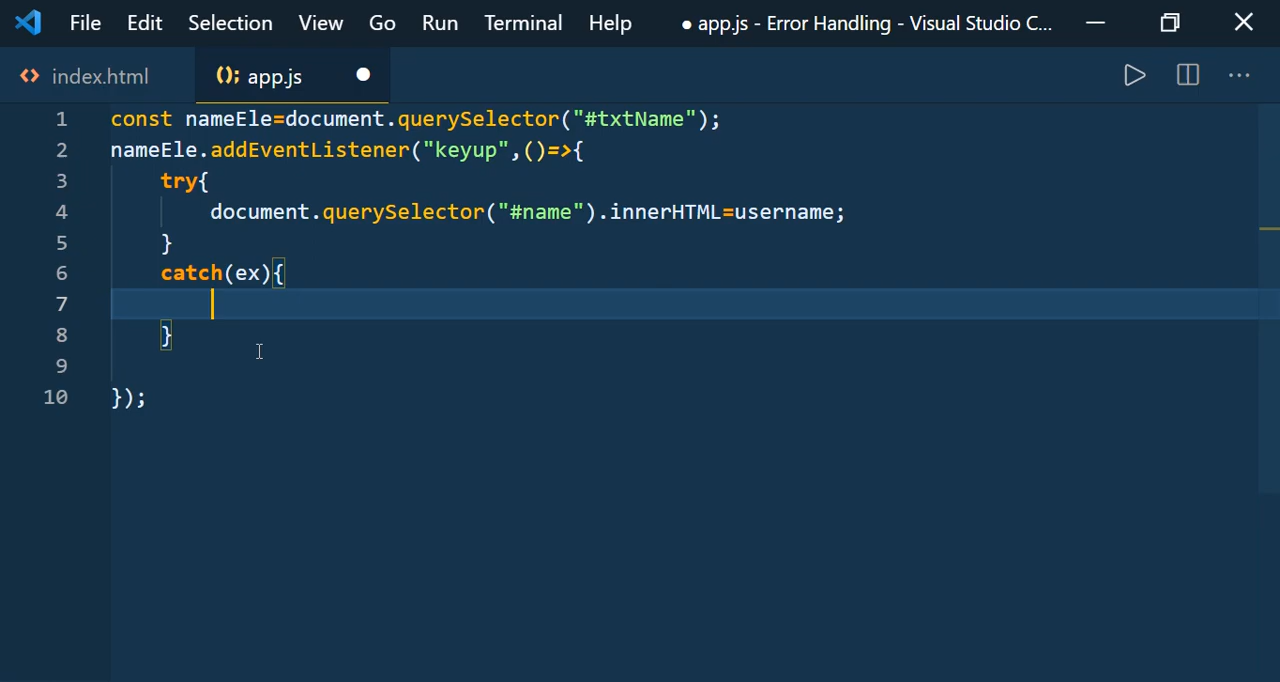 File Edit Selection View Go Run Terminal Help ● app.js - Error Handling - Visual Studio C...
<> index.html (); app.js ● ...
1 const nameEle=document.querySelector("#txtName");
2 nameEle.addEventListener("keyup",()=>{
3 try{
4 document.querySelector("#name").innerHTML=username;
5 }
6 catch(ex){
7
8 }
9
10 });